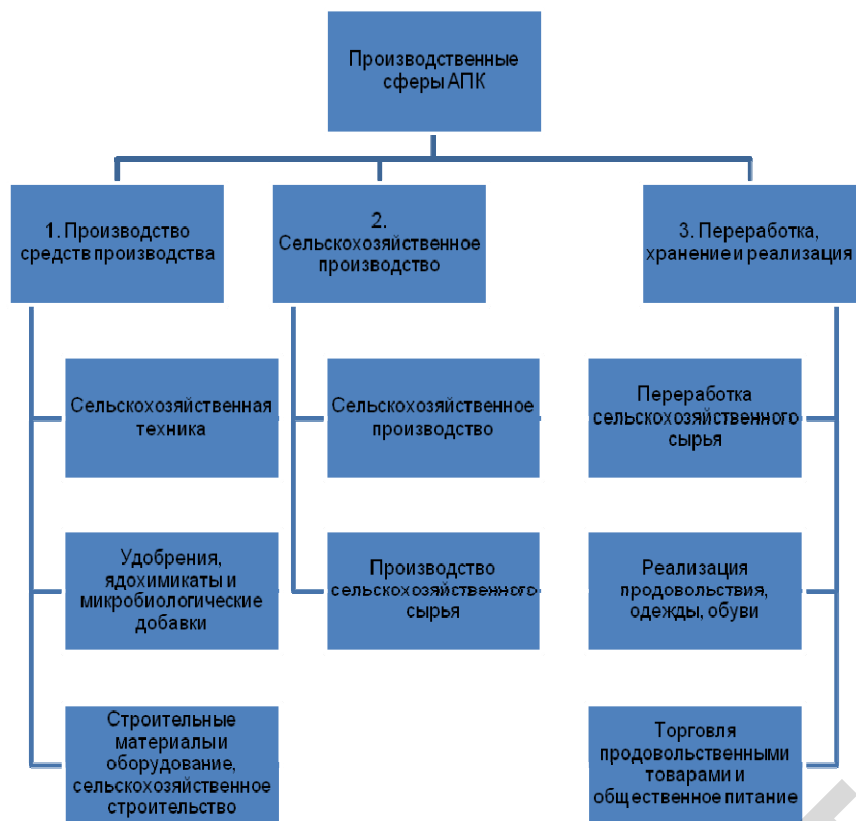 Производственные
сферы АПК
1. Производство
средств производства
2.
Сельскохозяйственное
производство
3. Переработка,
хранение и реализация
Сельскохозяйственная
техника
Сельскохозяйственное
производство
Переработка
сельскохозяйственного
сырья
Удобрения,
ядохимикаты и
микробиологические
добавки
Производство
сельскохозяйственного
сырья
Реализация
продовольствия,
одежды, обуви
Строительные
материалы и
оборудование,
сельскохозяйственное
строительство
Торговля
продовольственными
товарами и
общественное питание